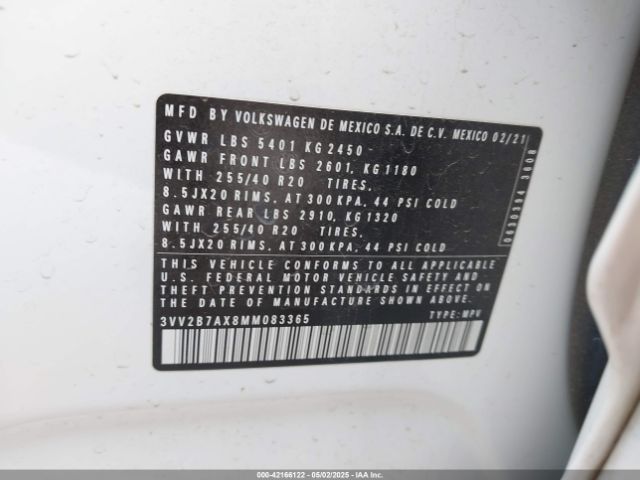 MFD BY VOLKSWAGEN DE MEXICO S.A. DE C.V. MEXICO 02/21
GVWR LBS 5401 KG 2450
GAWR FRONT LBS 2601, KG 1180
WITH 255/40 R20 TIRES,
8.5JX20 RIMS, AT 300 KPA, 44 PSI COLD
GAWR REAR LBS 2910, KG 1320
WITH 255/40 R20 TIRES,
8.5JX20 RIMS, AT 300 KPA, 44 PSI COLD
THIS VEHICLE CONFORMS TO ALL APPLICABLE
U.S. FEDERAL MOTOR VEHICLE SAFETY AND
THEFT PREVENTION STANDARDS IN EFFECT ON
THE DATE OF MANUFACTURE SHOWN ABOVE.
3VV2B7AX8MM083365 TYPE: MPV
0630394 3608
000-42166122 - 05/02/2025 - IAAI.com